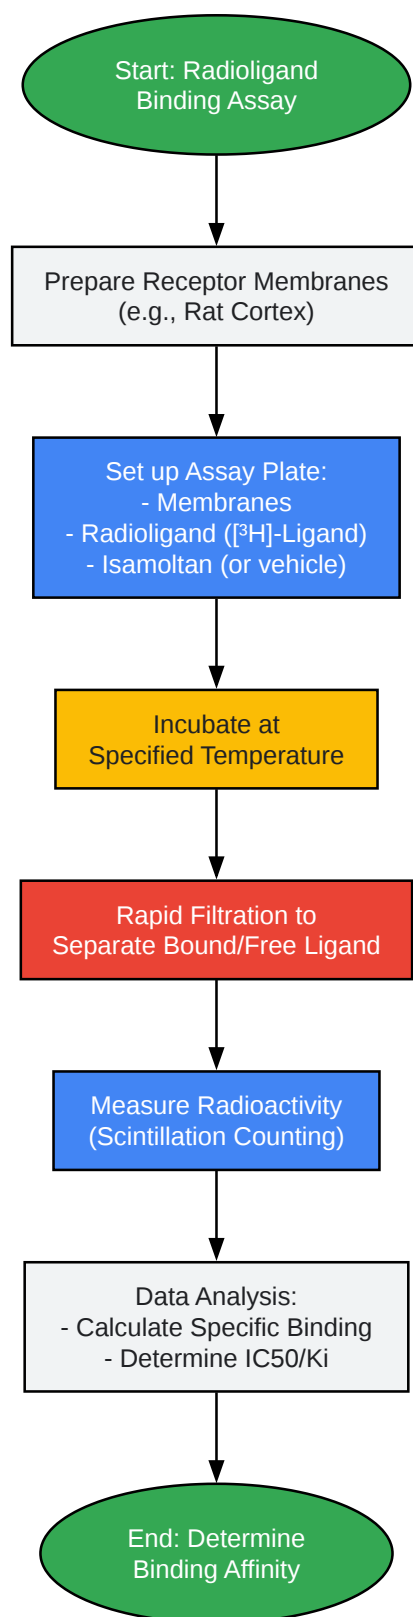 Start: Radioligand
Binding Assay
Prepare Receptor Membranes
(e.g., Rat Cortex)
Set up Assay Plate:
- Membranes
- Radioligand ([³H]-Ligand)
- Isamoltan (or vehicle)
Incubate at
Specified Temperature
Rapid Filtration to
Separate Bound/Free Ligand
Measure Radioactivity
(Scintillation Counting)
Data Analysis:
- Calculate Specific Binding
- Determine IC50/Ki
End: Determine
Binding Affinity